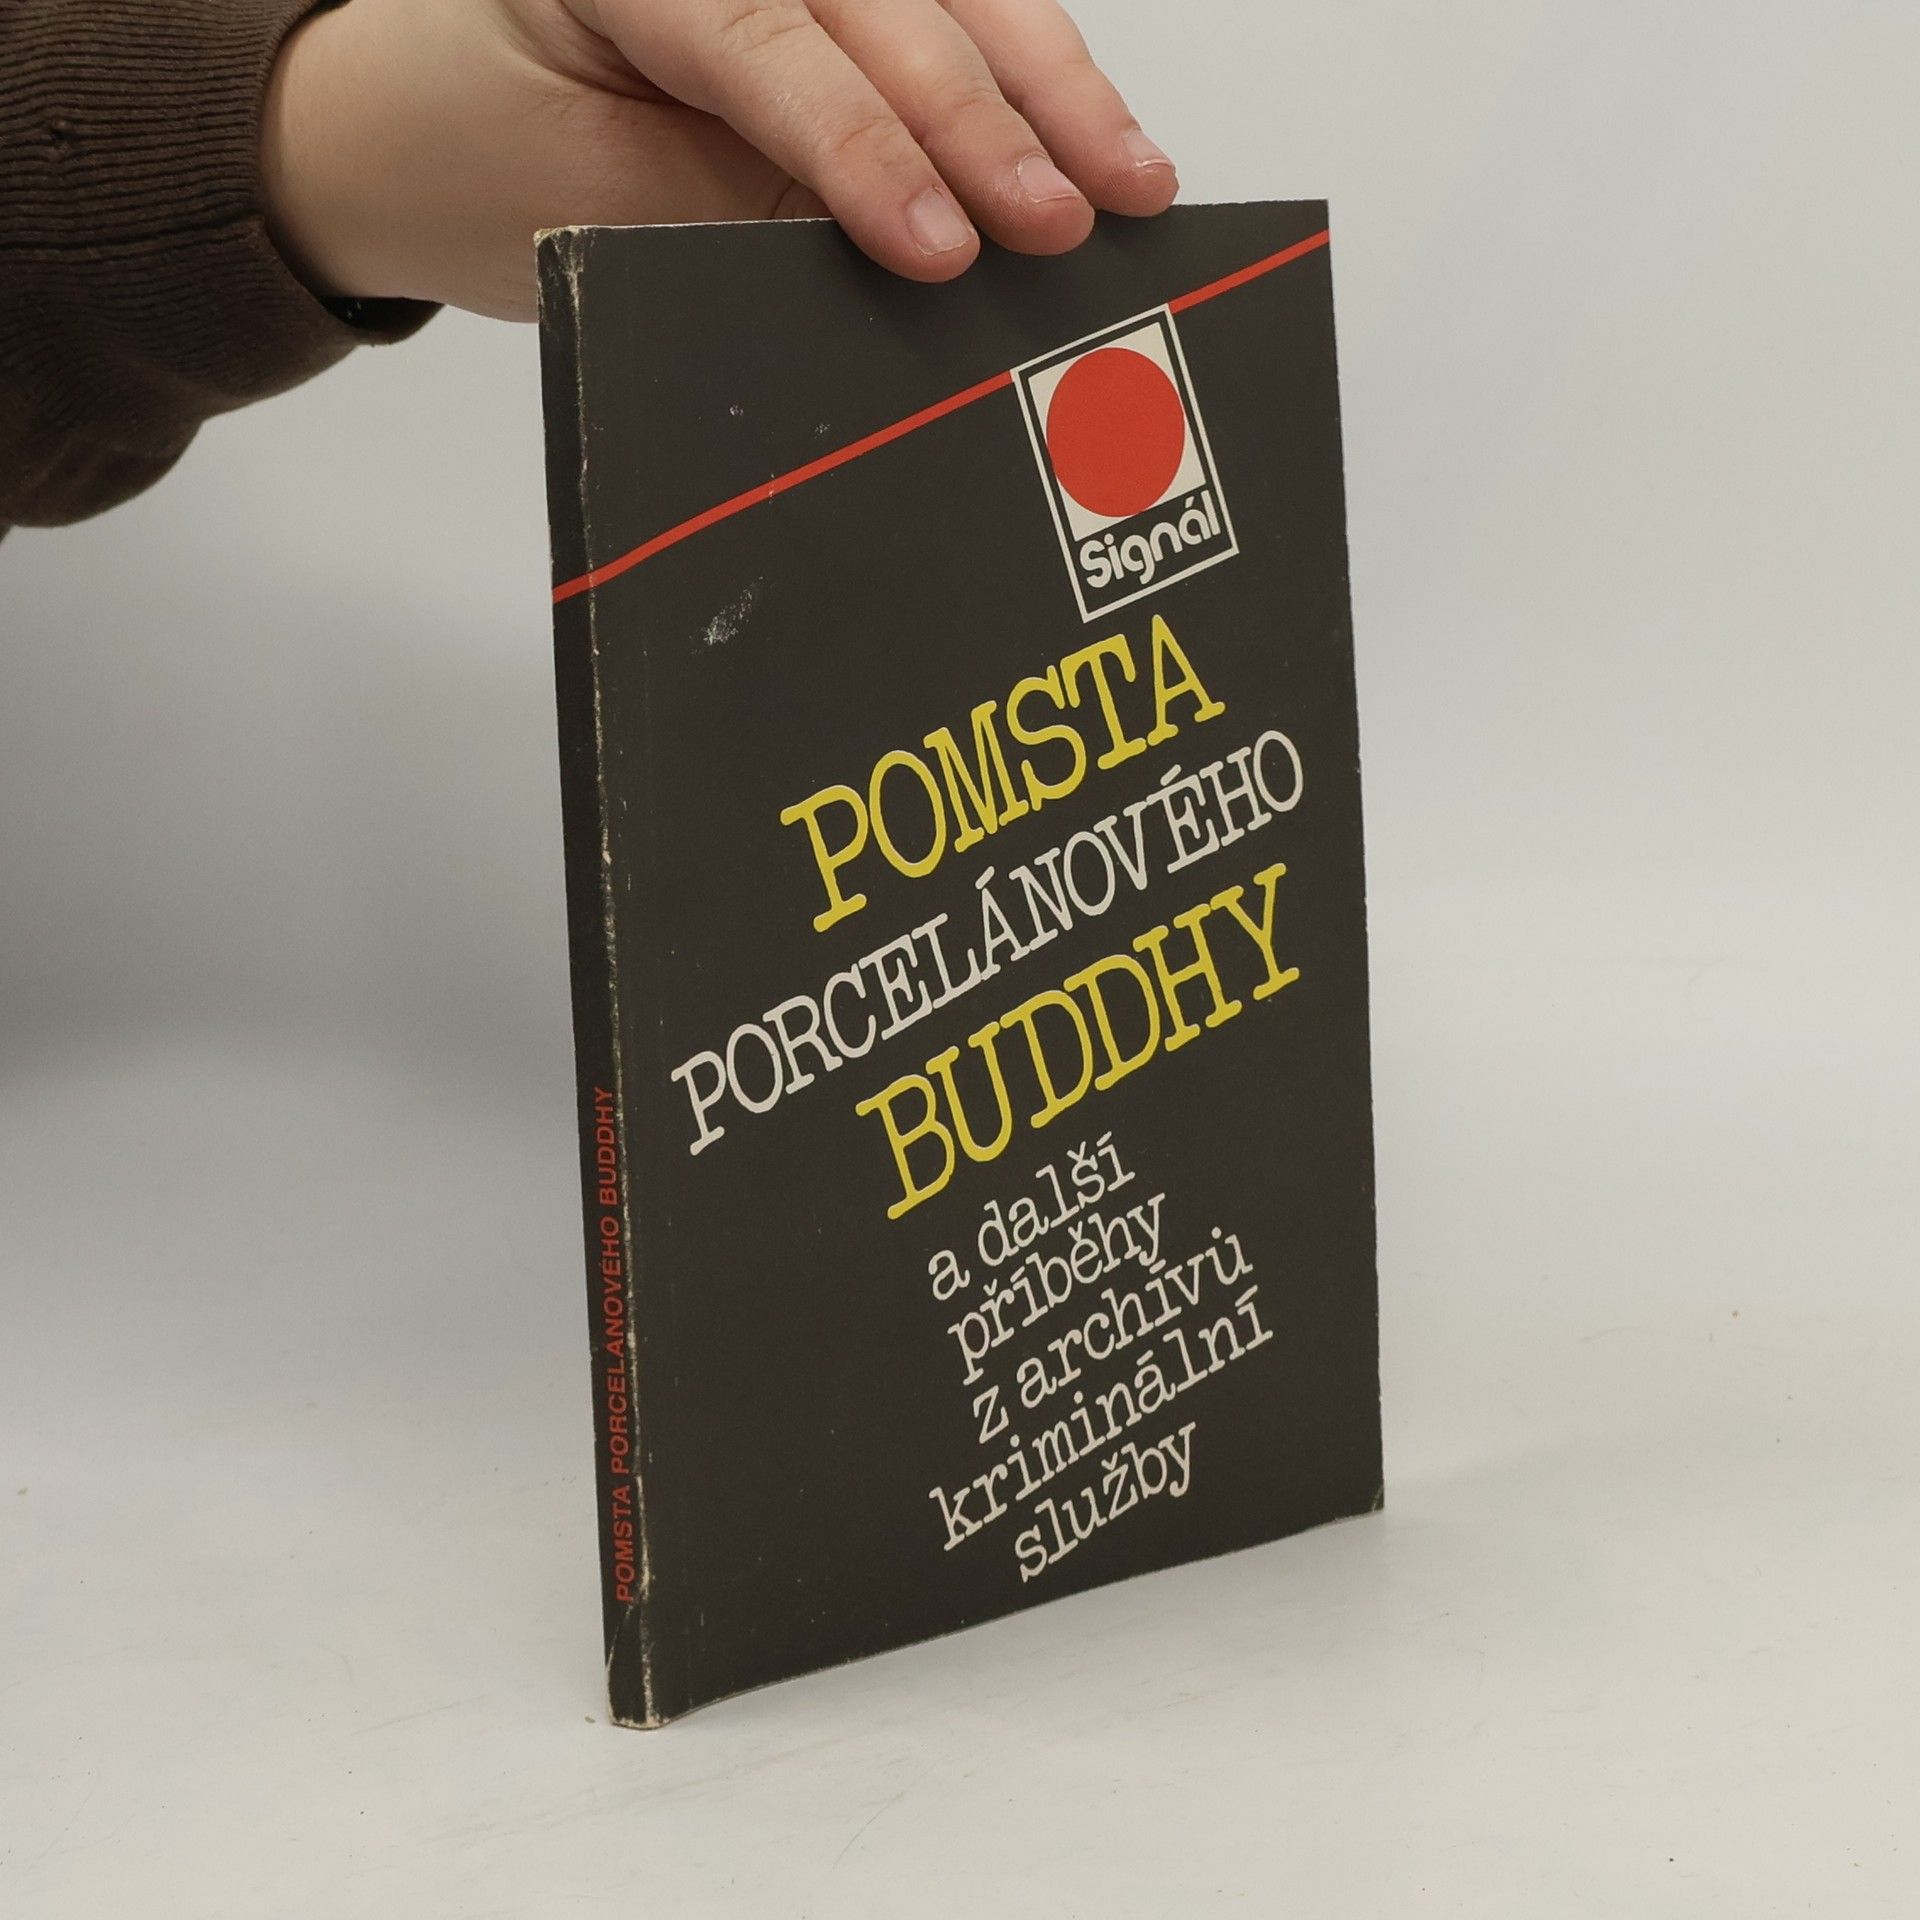 Signál
POMSTA
PORCELÁNOVÉHO
BUDDHY
a další
příběhy
z archívů
kriminální
služby
POMSTA PORCELÁNOVÉHO BUDDHY